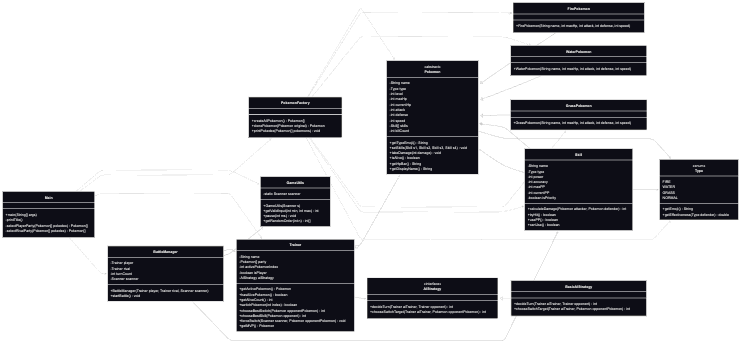 FirePokemon
+FirePokemon(String name, int maxHp, int attack, int defense, int speed)
WaterPokemon
+WaterPokemon(String name, int maxHp, int attack, int defense, int speed)
«abstract»
Pokemon
-String name
-Type type
-int level
-int maxHp
-int currentHp
-int attack
-int defense
-int speed
-Skill[] skills
-int killCount
+getTypeEmoji() : String
+setSkills(Skill s1, Skill s2, Skill s3, Skill s4) : void
+takeDamage(int damage) : void
+isAlive() : boolean
+getHpBar() : String
+getDisplayName() : String
PokemonFactory
+createAllPokemon() : Pokemon[]
+clonePokemon(Pokemon original) : Pokemon
+printPokedex(Pokemon[] pokedex) : void
GrassPokemon
+GrassPokemon(String name, int maxHp, int attack, int defense, int speed)
Skill
-String name
-Type type
-int power
-int accuracy
-int maxPP
-int currentPP
-boolean isPriority
+calculateDamage(Pokemon attacker, Pokemon defender) : int
+tryHit() : boolean
+usePP() : boolean
+canUse() : boolean
Type
FIRE
WATER
GRASS
NORMAL
+getEmoji() : String
+getEffectiveness(Type defender) : double
GameUtils
-static Scanner scanner
+GameUtils(Scanner s)
+getValidInput(int min, int max) : int
+pause(int ms) : void
Main
+main(String[] args)
-printTitle()
-selectPlayerParty(Pokemon[] pokedex) : Pokemon[]
-selectRivalParty(Pokemon[] pokedex) : Pokemon[]
BattleManager
-Trainer player
-Trainer rival
-int turnCount
-Scanner scanner
+BattleManager(Trainer player, Trainer rival, Scanner scanner)
+startBattle() : void
Trainer
-String name
-Pokemon[] party
-int activePokemonIndex
-boolean isPlayer
-AIStrategy aiStrategy
+getActivePokemon() : Pokemon
+hasAlivePokemon() : boolean
+getAliveCount() : int
+switchPokemon(int index) : boolean
+chooseBestSwitch(Pokemon opponentPokemon) : int
+chooseBestSkill(Pokemon opponent) : int
+forceSwitch(Scanner scanner, Pokemon opponentPokemon) : void
+getMVP() : Pokemon
«interface»
AIStrategy
+decideTurn(Trainer aiTrainer, Trainer opponent) : int
+chooseSwitchTarget(Trainer aiTrainer, Pokemon opponentPokemon) : int
BasicAIStrategy
+decideTurn(Trainer aiTrainer, Trainer opponent) : int
+chooseSwitchTarget(Trainer aiTrainer, Pokemon opponentPokemon) : int